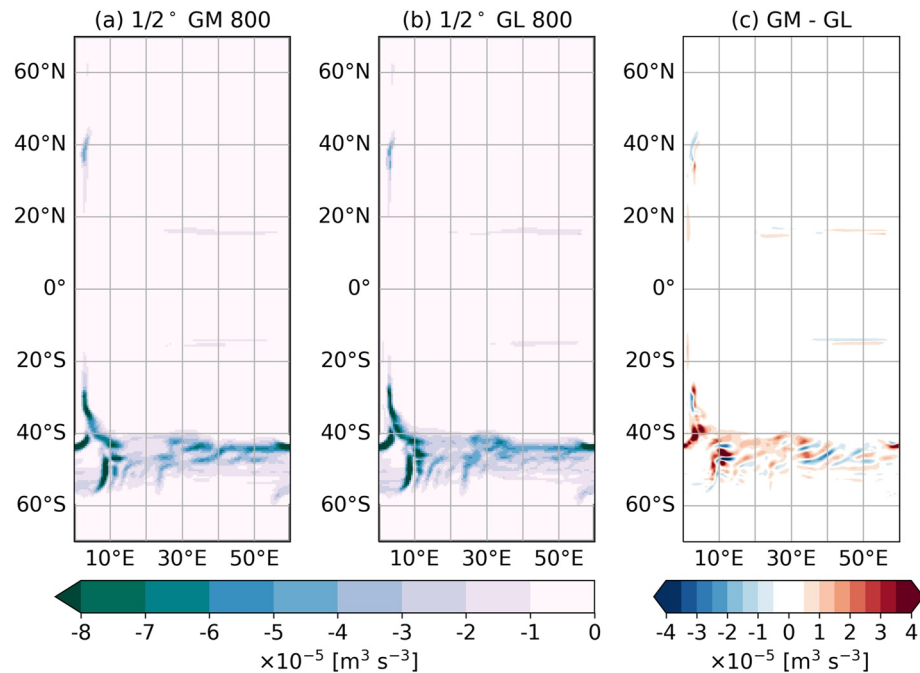 (a) 1/2° GM 800
(b) 1/2° GL 800
(c) GM - GL
60°N 60°N 60°N
40°N 40°N 40°N
20°N 20°N 20°N
0° 0° 0°
20°S 20°S 20°S
40°S 40°S 40°S
60°S 60°S 60°S
10°E 30°E 50°E 10°E 30°E 50°E 10°E 30°E 50°E
-8 -7 -6 -5 -4 -3 -2 -1 0
×10⁻⁵ [m³ s⁻³]
-4 -3 -2 -1 0 1 2 3 4
×10⁻⁵ [m³ s⁻³]